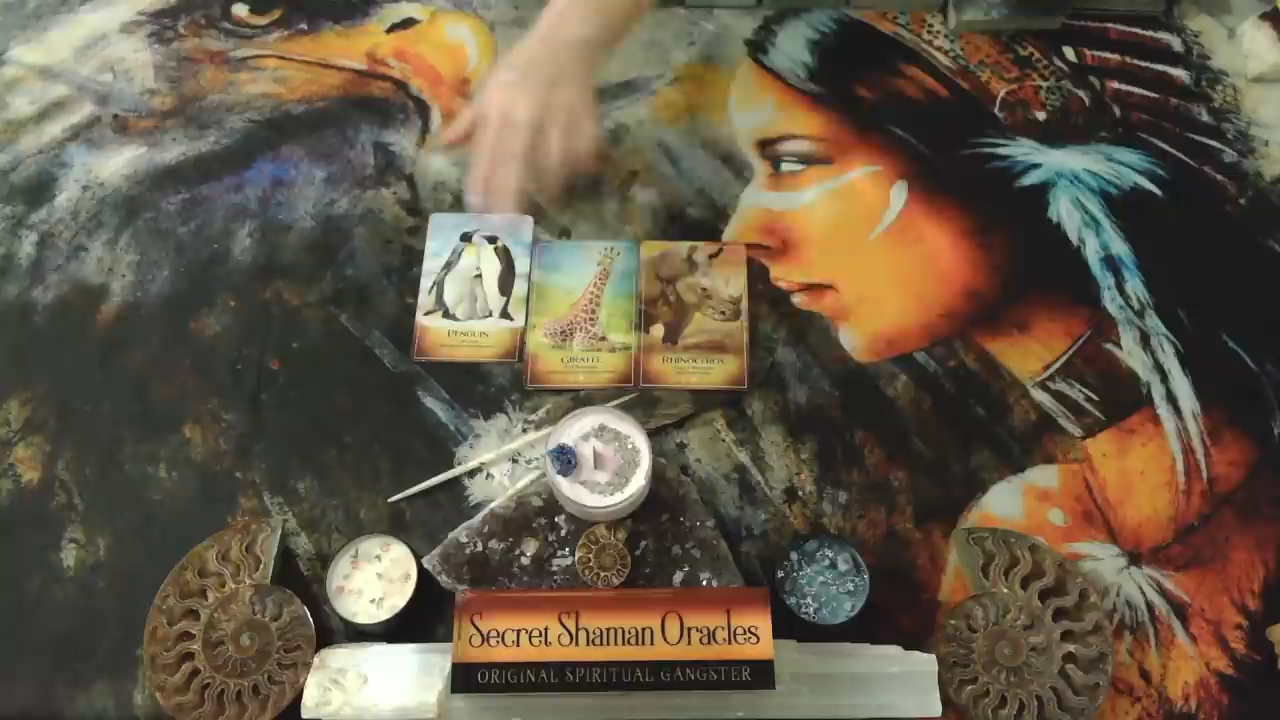 PENGUIN
GIRAFFE
RHINOCEROS
Secret Shaman Oracles
ORIGINAL SPIRITUAL GANGSTER